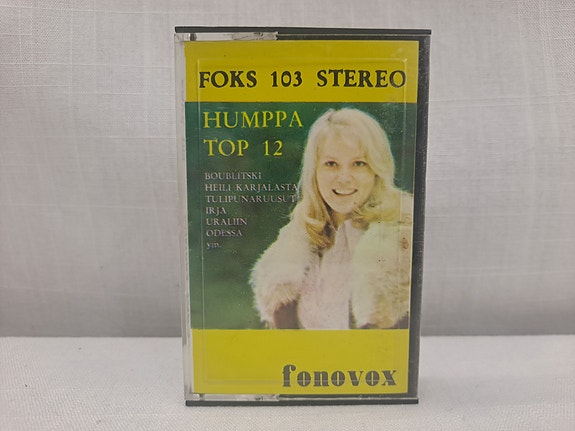 FOKS 103 STEREO
HUMPPA
TOP 12
BOUBLITSKI
HEILI KARJALASTA
TULIPUNARUUSUT
IRJA
URALIIN
ODESSA
ym.
fonovox